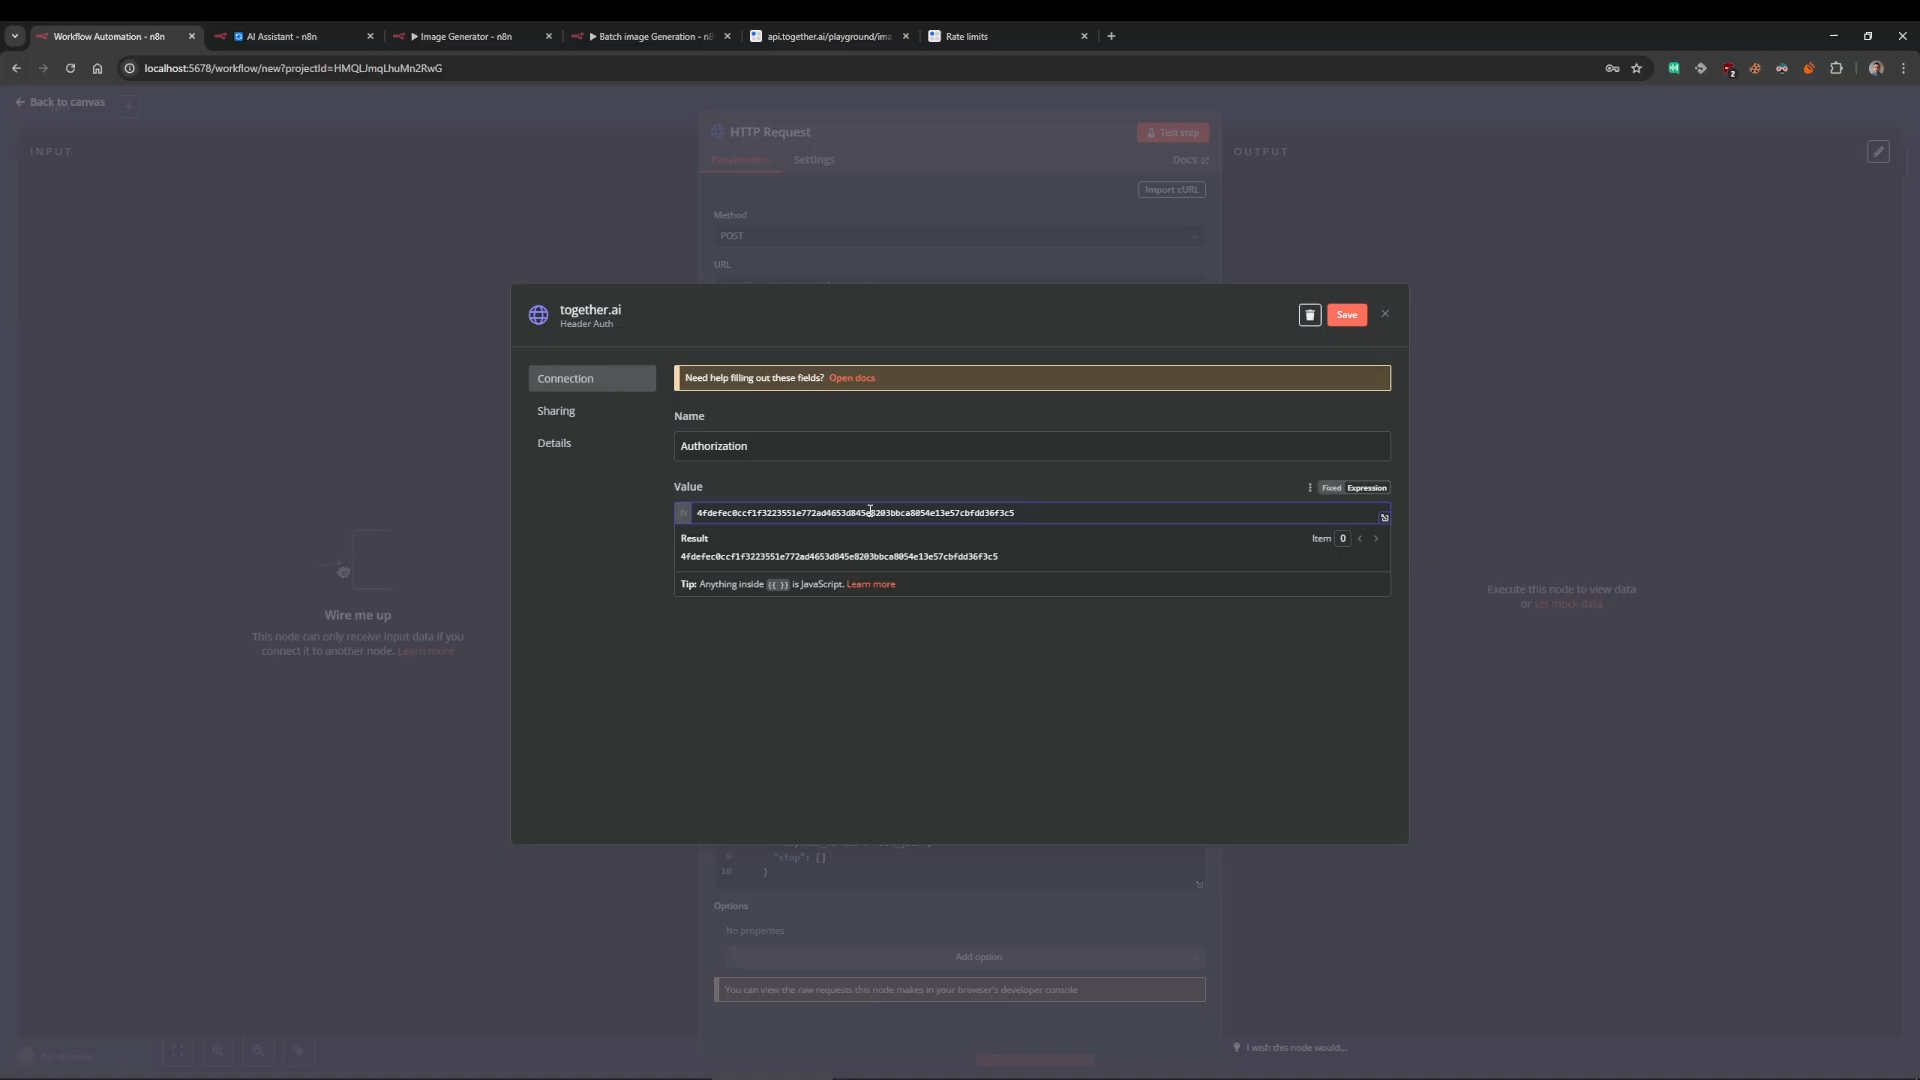 Workflow Automation - n8n
AI Assistant - n8n
▶ Image Generator - n8n
▶ Batch image Generation - n8
api.together.ai/playground/ima
Rate limits
localhost:5678/workflow/new?projectId=HMQLJmqLhuMn2RwG
2
Back to canvas
INPUT
HTTP Request
Test step
OUTPUT
Parameters
Settings
Docs
Import cURL
Method
POST
URL
together.ai
Header Auth
Save
Connection
Sharing
Details
Need help filling out these fields? Open docs
Name
Authorization
Value
Fixed
Expression
fx
4fdefec0ccf1f3223551e772ad4653d845e8203bbca8054e13e57cbfdd36f3c5
Result
Item 0
4fdefec0ccf1f3223551e772ad4653d845e8203bbca8054e13e57cbfdd36f3c5
Tip: Anything inside {{ }} is JavaScript. Learn more
Wire me up
This node can only receive input data if you
connect it to another node. Learn more
Execute this node to view data
or set mock data
9 "stop": []
10 }
Options
No properties
Add option
You can view the raw requests this node makes in your browser's developer console
I wish this node would...